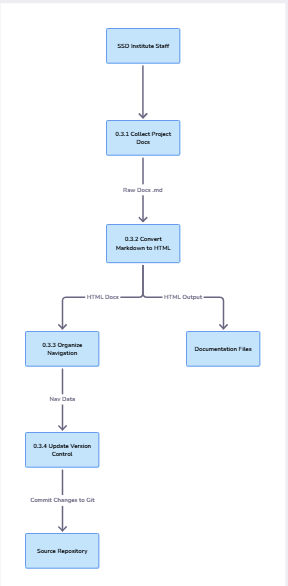 SSD Institute Staff
0.3.1 Collect Project
Docs
Raw Docs .md
0.3.2 Convert
Markdown to HTML
HTML Docs
HTML Output
0.3.3 Organize
Navigation
Documentation Files
Nav Data
0.3.4 Update Version
Control
Commit Changes to Git
Source Repository